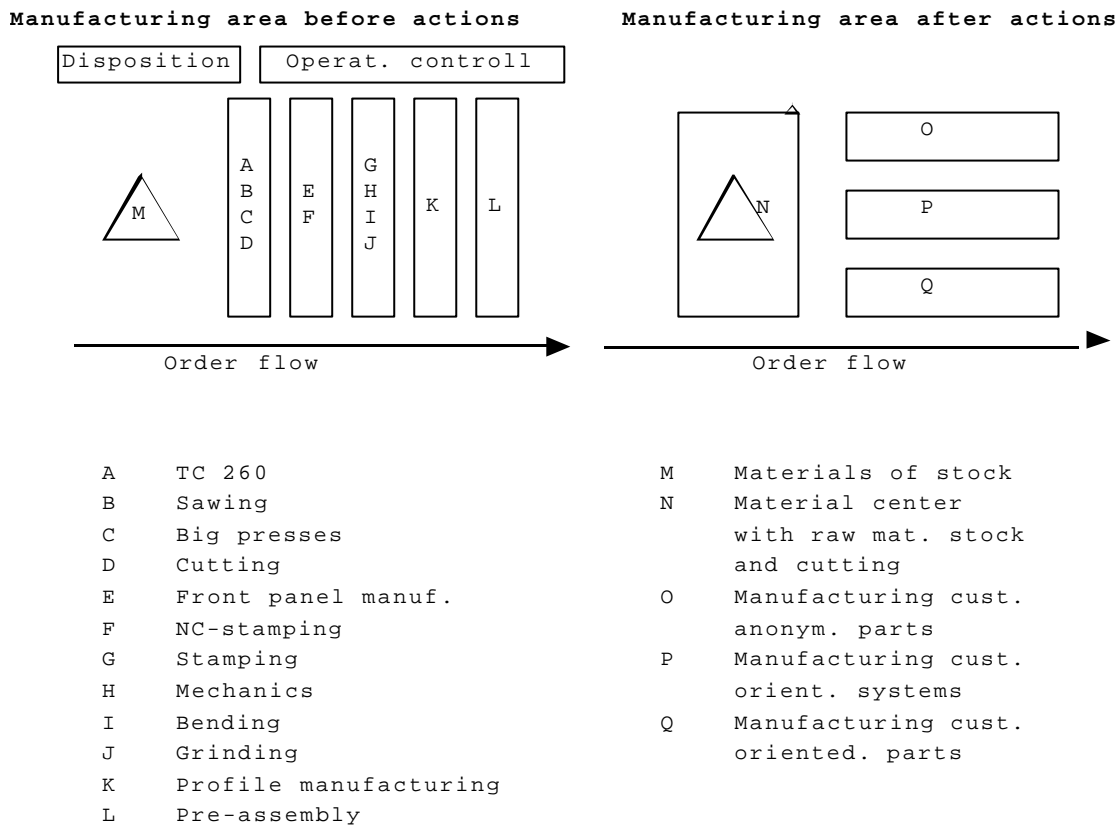 Manufacturing area before actions
Manufacturing area after actions
Disposition
Operat. controll
A
B
C
D
E
F
G
H
I
J
K
L
M
N
O
P
Q
Order flow
Order flow
A TC 260
B Sawing
C Big presses
D Cutting
E Front panel manuf.
F NC-stamping
G Stamping
H Mechanics
I Bending
J Grinding
K Profile manufacturing
L Pre-assembly
M Materials of stock
N Material center
with raw mat. stock
and cutting
O Manufacturing cust.
anonym. parts
P Manufacturing cust.
orient. systems
Q Manufacturing cust.
oriented. parts